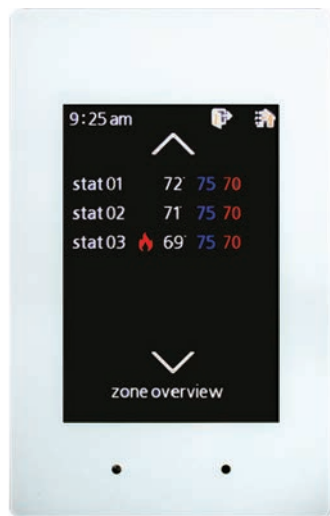 9:25 am
stat 01 72° 75 70
stat 02 71° 75 70
stat 03 69° 75 70
zone overview